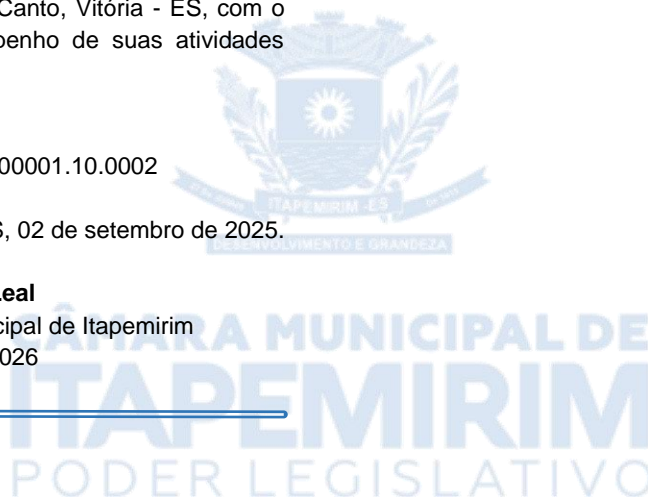 Canto, Vitória - ES, com o
penho de suas atividades
00001.10.0002
S, 02 de setembro de 2025.
Leal
cipal de Itapemirim
026
ITAPEMIRIM -ES
DESENVOLVIMENTO E GRANDEZA
CÂMARA MUNICIPAL DE
ITAPEMIRIM
PODER LEGISLATIVO